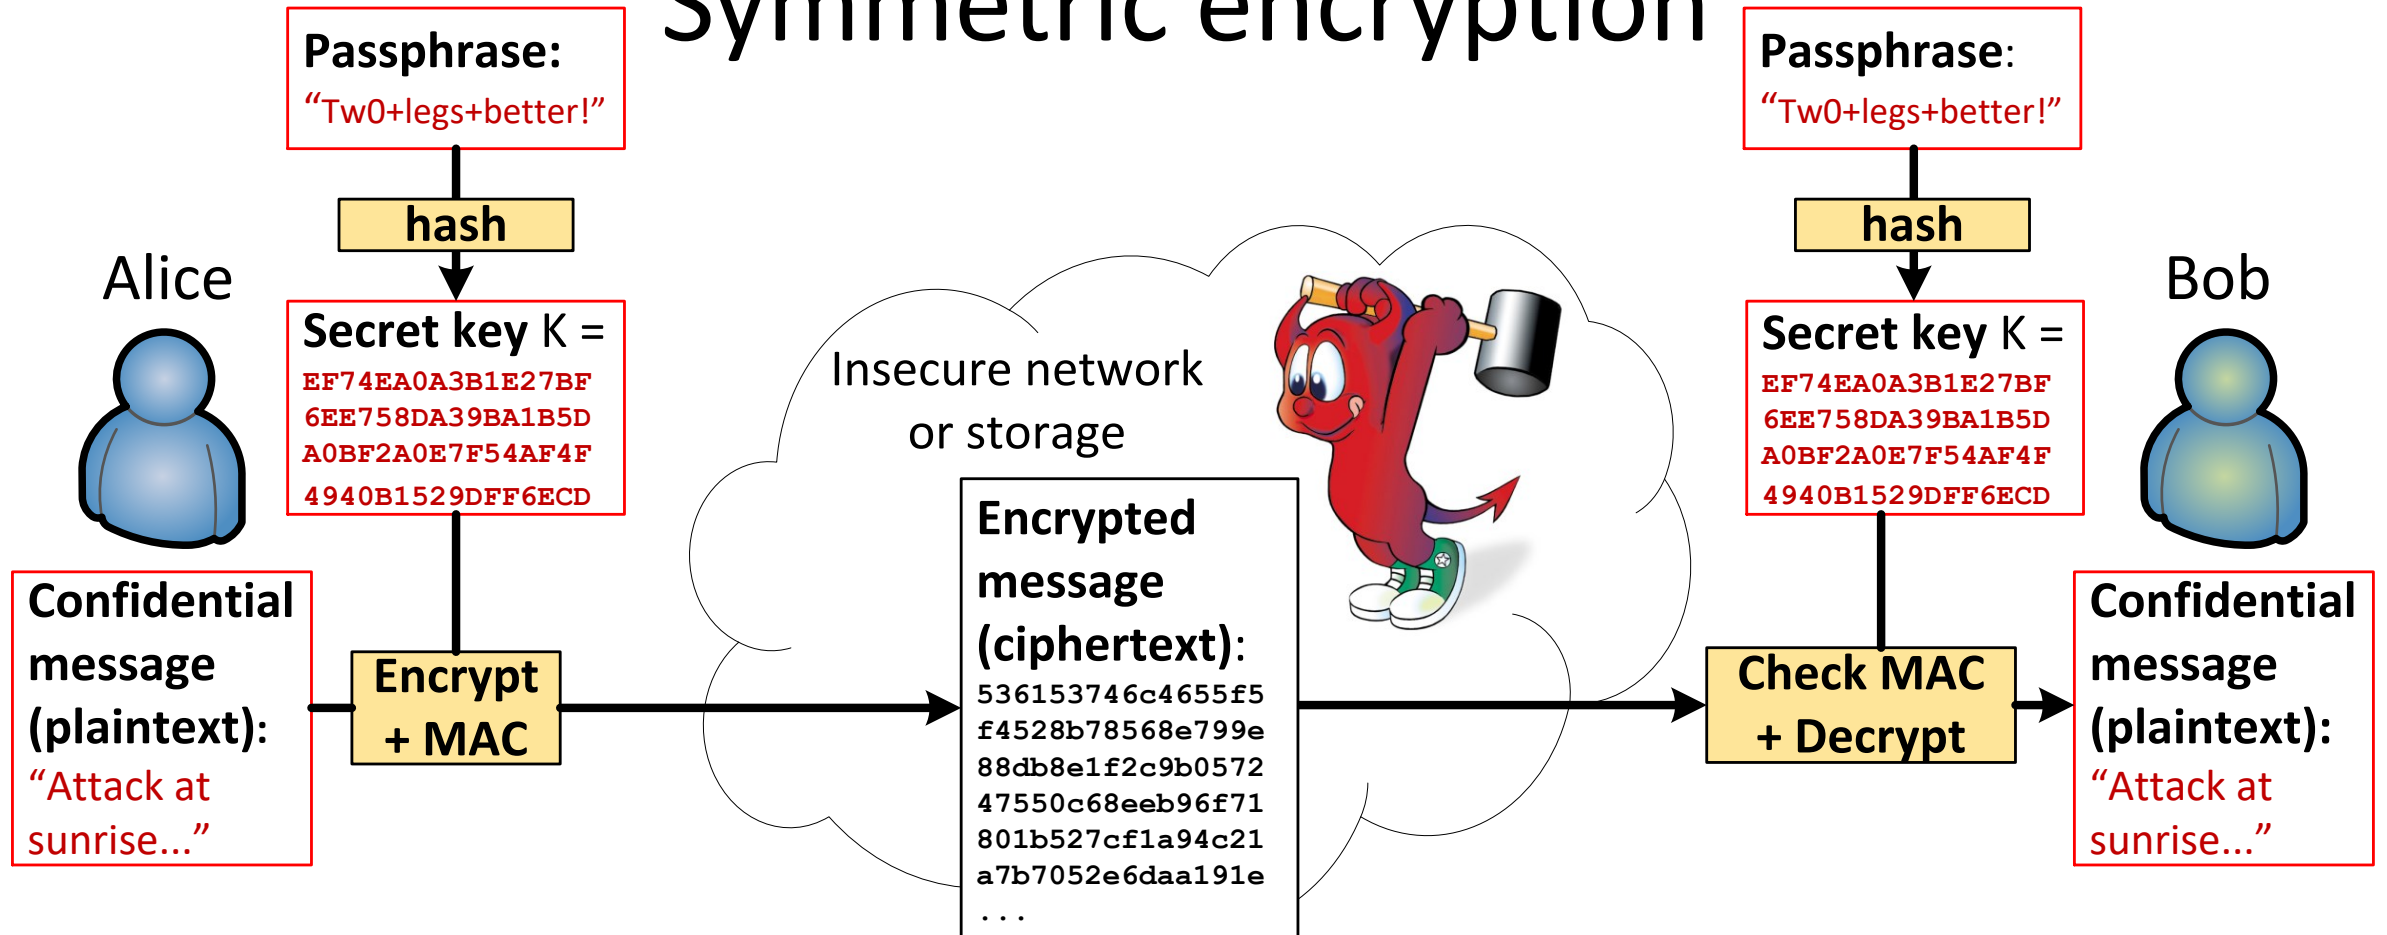 Symmetric encryption
Passphrase:
“Tw0+legs+better!”
hash
Alice
Secret key K =
EF74EA0A3B1E27BF
6EE758DA39BA1B5D
A0BF2A0E7F54AF4F
4940B1529DFF6ECD
Confidential
message
(plaintext):
“Attack at
sunrise...”
Encrypt
+ MAC
Insecure network
or storage
Encrypted
message
(ciphertext):
536153746c4655f5
f4528b78568e799e
88db8e1f2c9b0572
47550c68eeb96f71
801b527cf1a94c21
a7b7052e6daa191e
...
Passphrase:
“Tw0+legs+better!”
hash
Bob
Secret key K =
EF74EA0A3B1E27BF
6EE758DA39BA1B5D
A0BF2A0E7F54AF4F
4940B1529DFF6ECD
Check MAC
+ Decrypt
Confidential
message
(plaintext):
“Attack at
sunrise...”